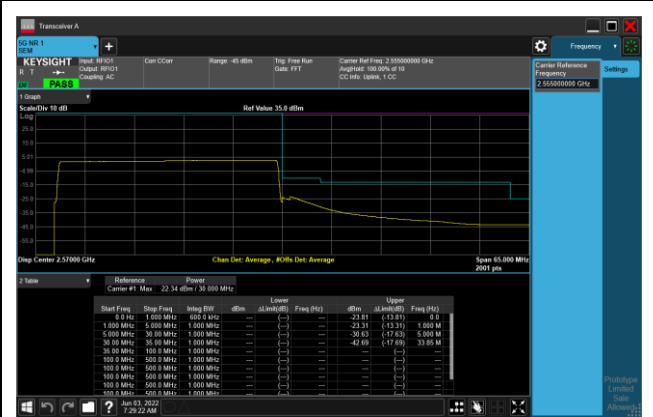 Transceiver A
5G NR 1
SEM
Frequency
KEYSIGHT
R T
PASS
Input: RFIO1
Output: RFIO1
Coupling: AC
Corr CCorr
Range: -45 dBm
Trig: Free Run
Gate: FFT
Carrier Ref Freq: 2.555000000 GHz
Avg|Hold: 100.00% of 10
CC Info: Uplink, 1 CC
Carrier Reference
Frequency
2.555000000 GHz
Settings
1 Graph
Scale/Div 10 dB
Ref Value 35.0 dBm
Log
25.0
15.0
5.01
-4.99
-15.0
-25.0
-35.0
-45.0
-55.0
Disp Center 2.57000 GHz
Chan Det: Average , #Offs Det: Average
Span 65.000 MHz
2001 pts
2 Table
Reference Power
Carrier #1 Max 22.34 dBm / 30.000 MHz
Lower Upper
Start Freq Stop Freq Integ BW dBm ΔLimit(dB) Freq (Hz) dBm ΔLimit(dB) Freq (Hz)
0.0 Hz 1.000 MHz 600.0 kHz --- (---) --- -23.81 (-13.81) 0.0
1.000 MHz 5.000 MHz 1.000 MHz --- (---) --- -23.31 (-13.31) 1.000 M
5.000 MHz 30.00 MHz 1.000 MHz --- (---) --- -30.63 (-17.63) 5.000 M
30.00 MHz 35.00 MHz 1.000 MHz --- (---) --- -42.69 (-17.69) 33.85 M
35.00 MHz 100.0 MHz 1.000 MHz --- (---) --- --- (---) ---
100.0 MHz 500.0 MHz 1.000 MHz --- (---) --- --- (---) ---
100.0 MHz 500.0 MHz 1.000 MHz --- (---) --- --- (---) ---
100.0 MHz 500.0 MHz 1.000 MHz --- (---) --- --- (---) ---
100.0 MHz 500.0 MHz 1.000 MHz --- (---) --- --- (---) ---
Jun 03, 2022
7:29:22 AM
Prototype
Limited
Sale
Allowed